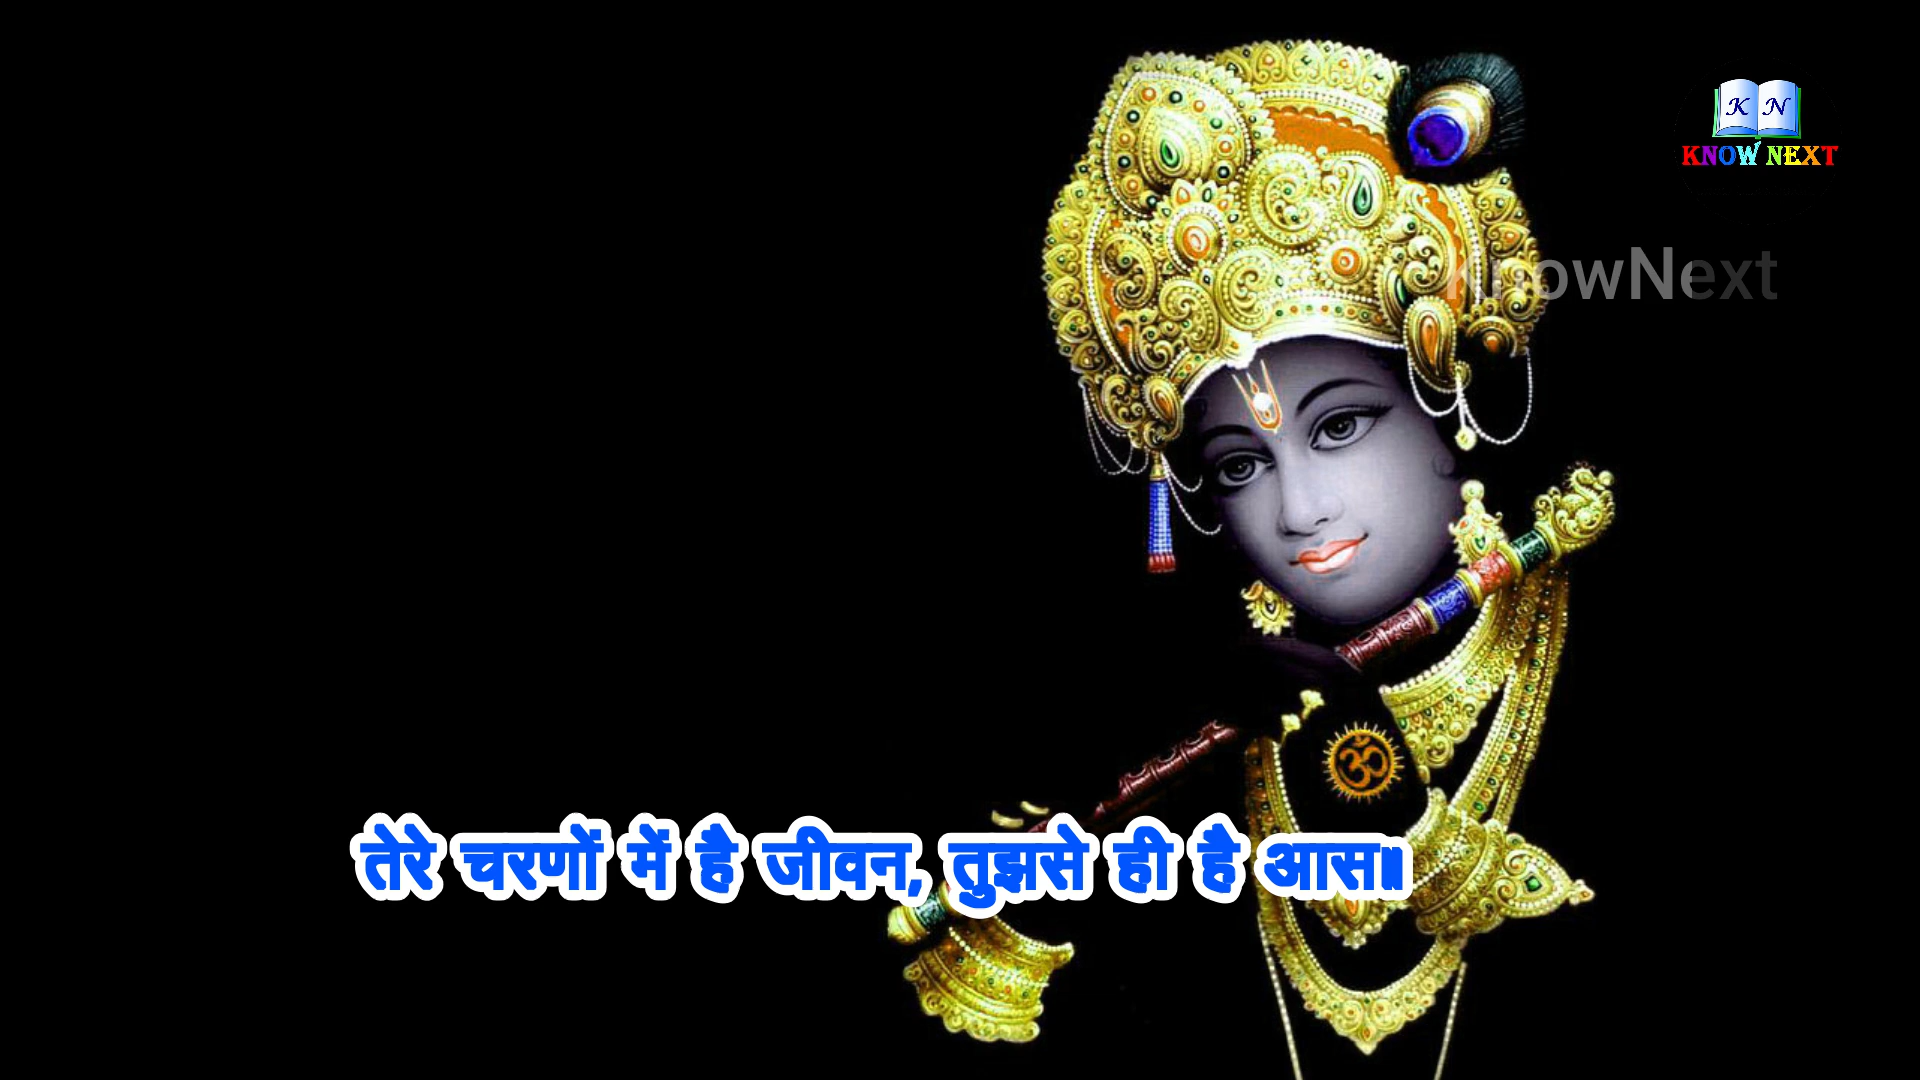 K N
KNOW NEXT
KnowNext
ॐ
तेरे चरणों में है जीवन, तुझसे ही है आस॥